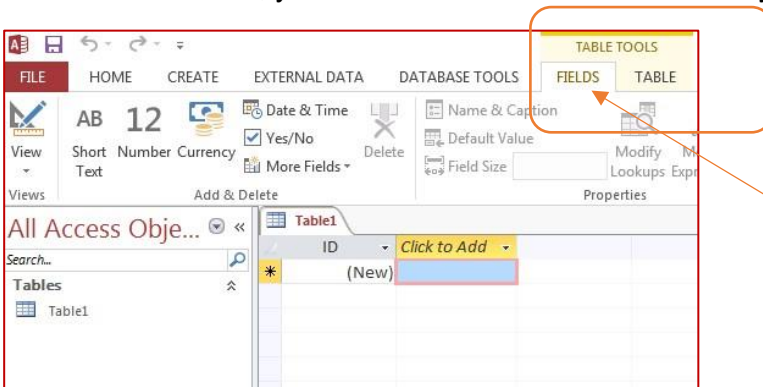 TABLE TOOLS
FILE HOME CREATE EXTERNAL DATA DATABASE TOOLS FIELDS TABLE
AB 12 Date & Time Name & Caption
Yes/No Default Value
View Short Text Number Currency More Fields Delete Field Size Modify Lookups
Views Add & Delete Properties
All Access Obje... « Table1
ID Click to Add
Search...
* (New)
Tables
Table1